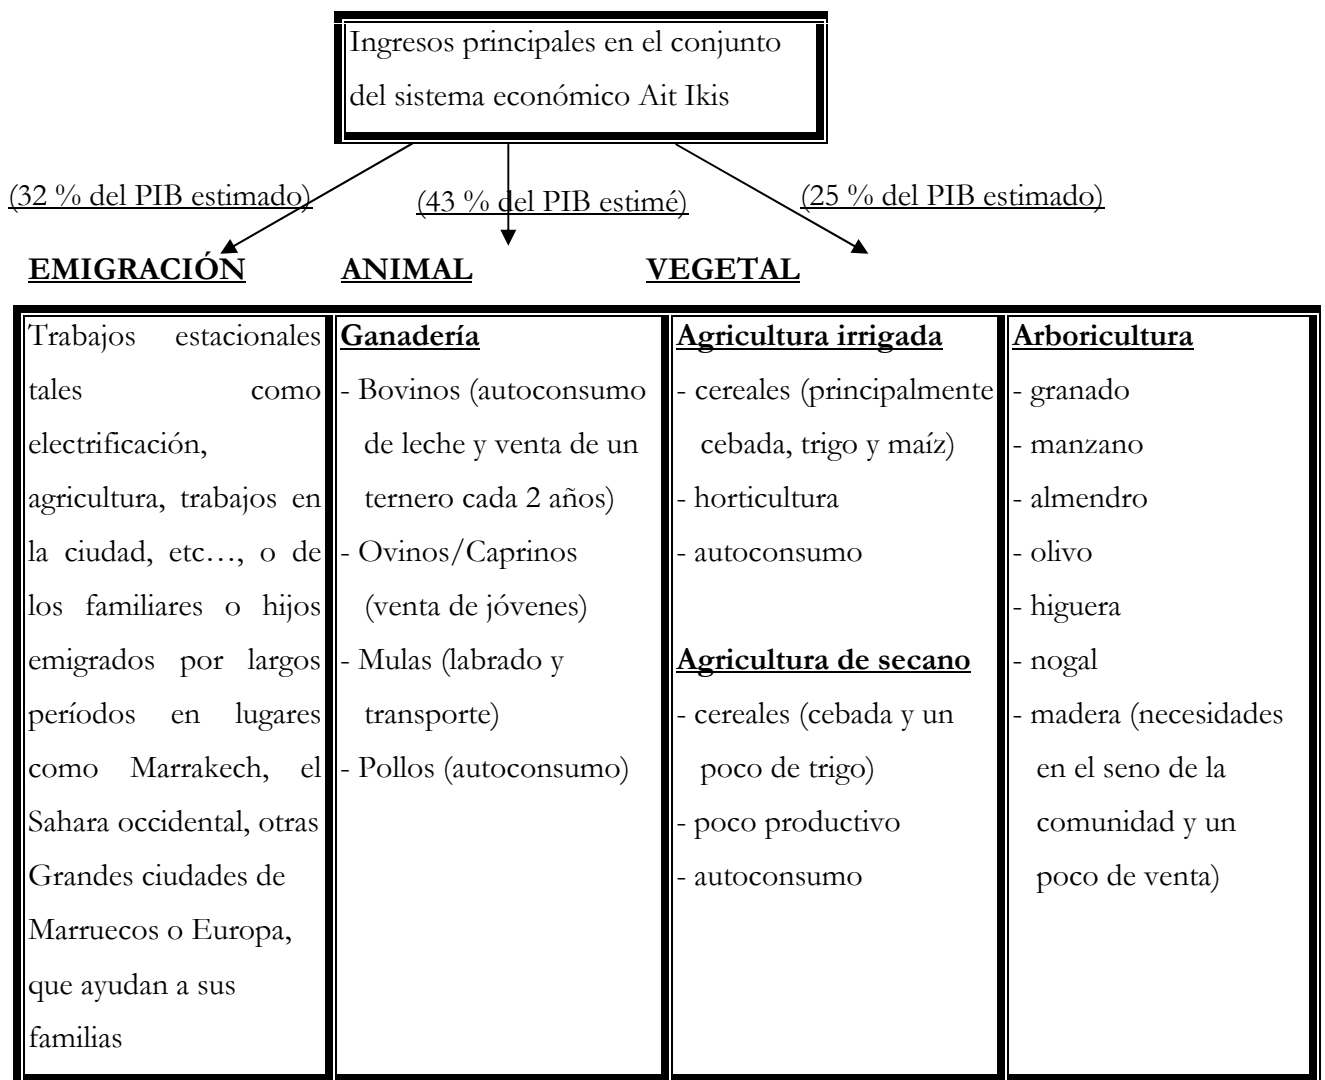 Ingresos principales en el conjunto
del sistema económico Ait Ikis
(32 % del PIB estimado)
(43 % del PIB estimé)
(25 % del PIB estimado)
EMIGRACIÓN
ANIMAL
VEGETAL
Trabajos estacionales
tales como
electrificación,
agricultura, trabajos en
la ciudad, etc…, o de
los familiares o hijos
emigrados por largos
períodos en lugares
como Marrakech, el
Sahara occidental, otras
Grandes ciudades de
Marruecos o Europa,
que ayudan a sus
familias
Ganadería
- Bovinos (autoconsumo
de leche y venta de un
ternero cada 2 años)
- Ovinos/Caprinos
(venta de jóvenes)
- Mulas (labrado y
transporte)
- Pollos (autoconsumo)
Agricultura irrigada
- cereales (principalmente
cebada, trigo y maíz)
- horticultura
- autoconsumo
Agricultura de secano
- cereales (cebada y un
poco de trigo)
- poco productivo
- autoconsumo
Arboricultura
- granado
- manzano
- almendro
- olivo
- higuera
- nogal
- madera (necesidades
en el seno de la
comunidad y un
poco de venta)